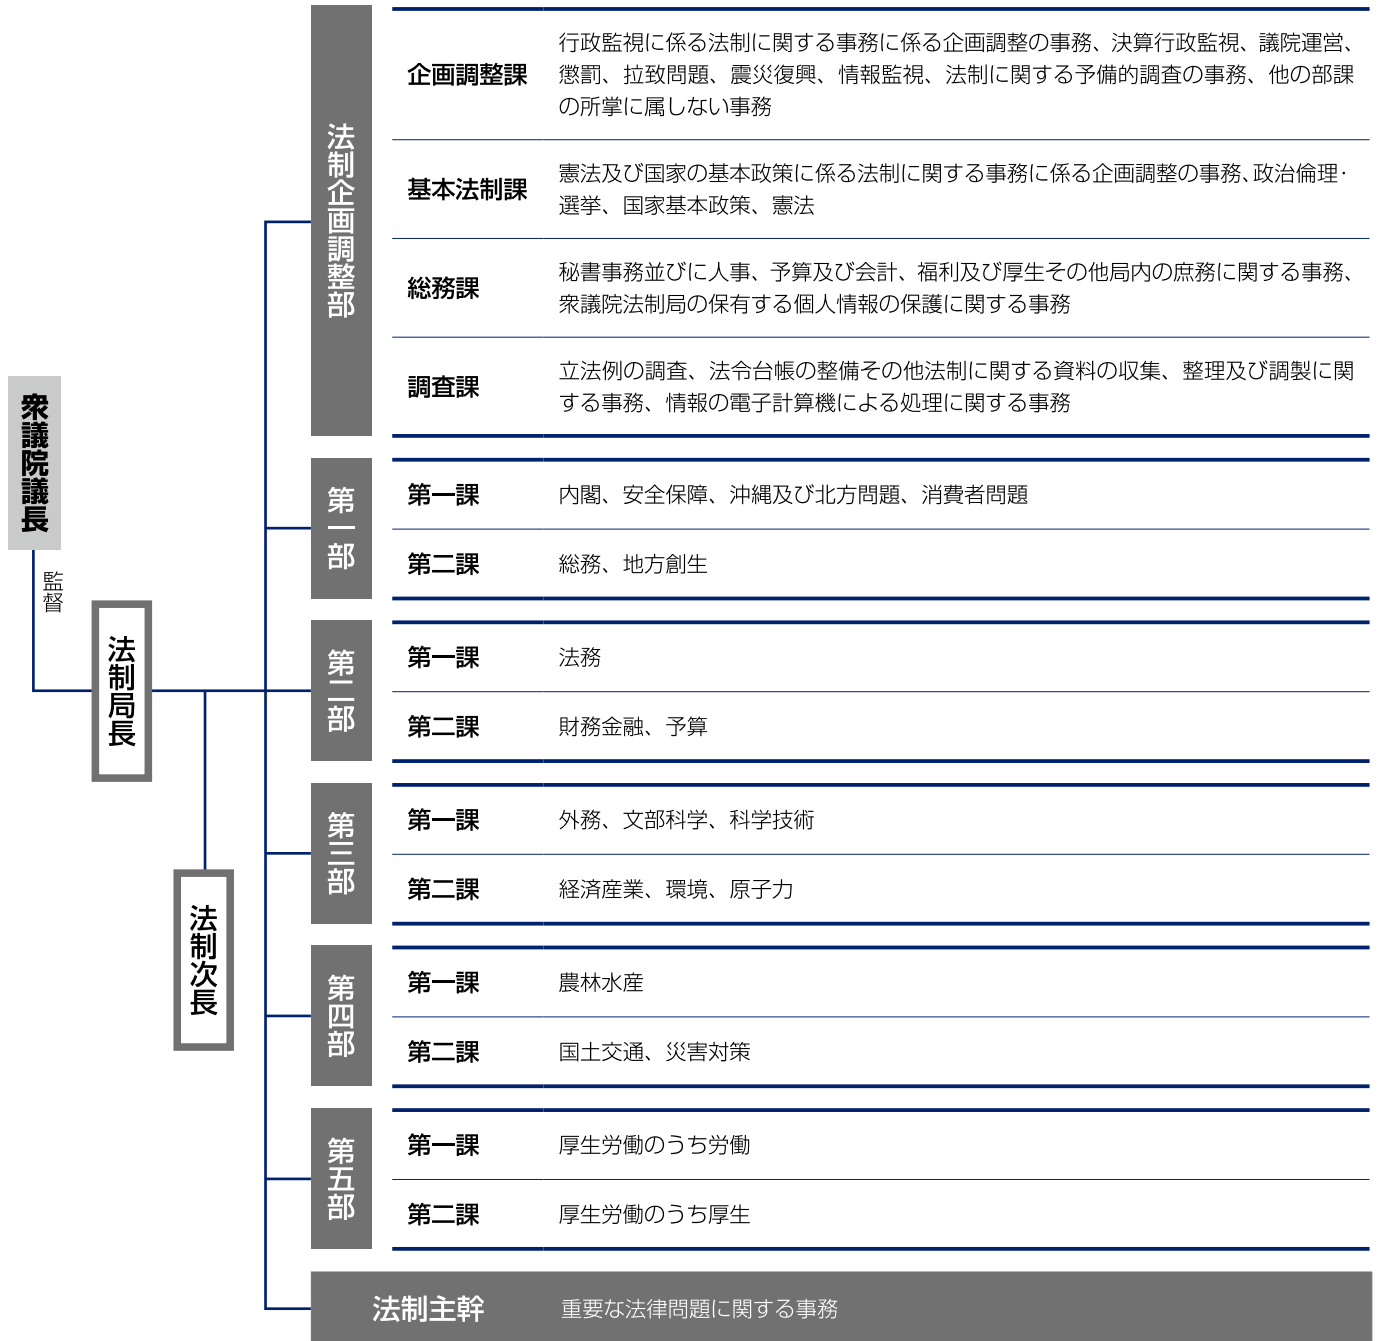 衆議院議長
監督
法制局長
法制次長
法制企画調整部
企画調整課
行政監視に係る法制に関する事務に係る企画調整の事務、決算行政監視、議院運営、
懲罰、拉致問題、震災復興、情報監視、法制に関する予備的調査の事務、他の部課
の所掌に属しない事務
基本法制課
憲法及び国家の基本政策に係る法制に関する事務に係る企画調整の事務、政治倫理・
選挙、国家基本政策、憲法
総務課
秘書事務並びに人事、予算及び会計、福利及び厚生その他局内の庶務に関する事務、
衆議院法制局の保有する個人情報の保護に関する事務
調査課
立法例の調査、法令台帳の整備その他法制に関する資料の収集、整理及び調製に関
する事務、情報の電子計算機による処理に関する事務
第一部
第一課
内閣、安全保障、沖縄及び北方問題、消費者問題
第二課
総務、地方創生
第二部
第一課
法務
第二課
財務金融、予算
第三部
第一課
外務、文部科学、科学技術
第二課
経済産業、環境、原子力
第四部
第一課
農林水産
第二課
国土交通、災害対策
第五部
第一課
厚生労働のうち労働
第二課
厚生労働のうち厚生
法制主幹
重要な法律問題に関する事務